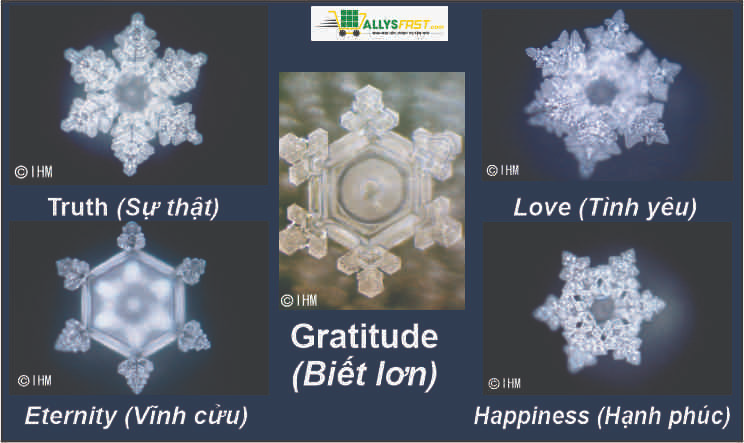 ALLYSFAST.com
© IHM
Truth (Sự thật)
© IHM
Love (Tình yêu)
© IHM
Gratitude
(Biết lơn)
© IHM
Eternity (Vĩnh cửu)
© IHM
Happiness (Hạnh phúc)